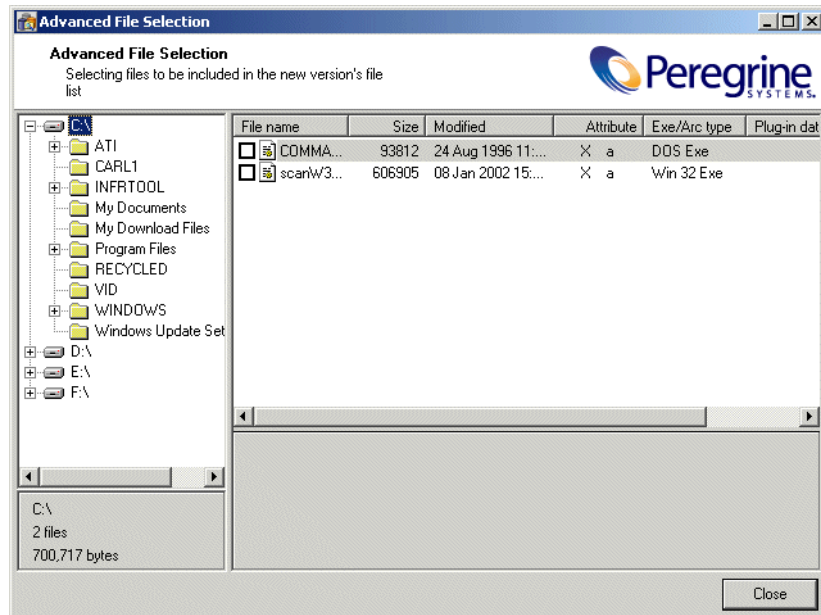 Advanced File Selection
Advanced File Selection
Selecting files to be included in the new version's file
list
Peregrine
SYSTEMS.
C:\
ATI
CARL1
INFRTOOL
My Documents
My Download Files
Program Files
RECYCLED
VID
WINDOWS
Windows Update Set
D:\
E:\
F:\
File name Size Modified Attribute Exe/Arc type Plug-in dat
COMMA... 93812 24 Aug 1996 11:... X a DOS Exe
scanW3... 606905 08 Jan 2002 15:... X a Win 32 Exe
C:\
2 files
700,717 bytes
Close